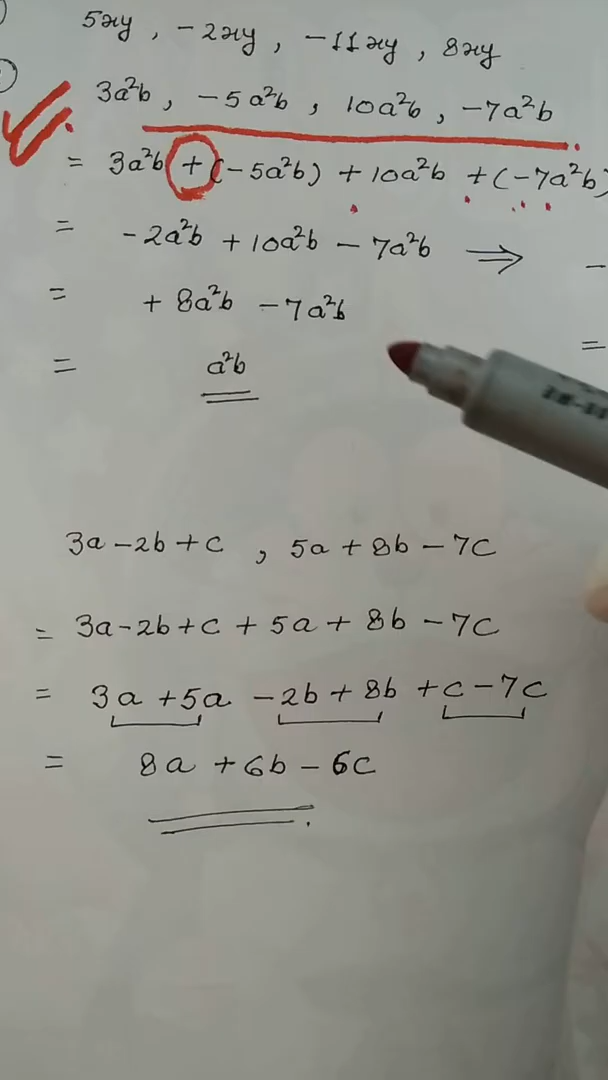 5xy , -2xy , -11xy , 8xy
3a²b , -5a²b , 10a²b , -7a²b
= 3a²b + (-5a²b) + 10a²b + (-7a²b)
= -2a²b + 10a²b - 7a²b ⇒ -
= + 8a²b - 7a²b =
= a²b
3a - 2b + c , 5a + 8b - 7c
= 3a - 2b + c + 5a + 8b - 7c
= 3a + 5a - 2b + 8b + c - 7c
= 8a + 6b - 6c